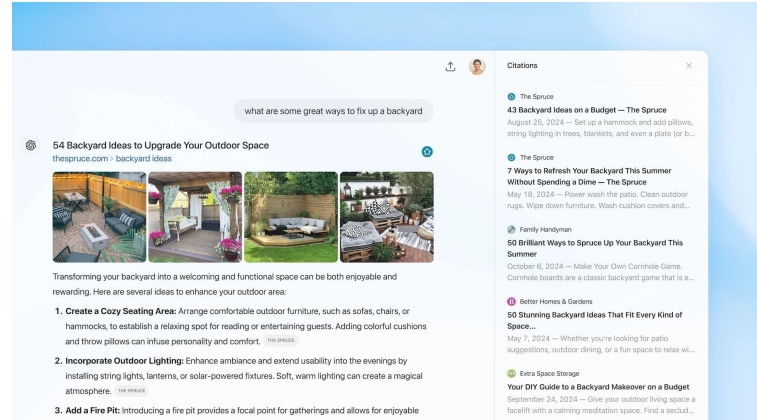 what are some great ways to fix up a backyard
54 Backyard Ideas to Upgrade Your Outdoor Space
thespruce.com › backyard ideas
Transforming your backyard into a welcoming and functional space can be both enjoyable and
rewarding. Here are several ideas to enhance your outdoor area:
1. Create a Cozy Seating Area: Arrange comfortable outdoor furniture, such as sofas, chairs, or
hammocks, to establish a relaxing spot for reading or entertaining guests. Adding colorful cushions
and throw pillows can infuse personality and comfort. THE SPRUCE
2. Incorporate Outdoor Lighting: Enhance ambiance and extend usability into the evenings by
installing string lights, lanterns, or solar-powered fixtures. Soft, warm lighting can create a magical
atmosphere. THE SPRUCE
3. Add a Fire Pit: Introducing a fire pit provides a focal point for gatherings and allows for enjoyable
Citations
The Spruce
43 Backyard Ideas on a Budget — The Spruce
August 25, 2024 — Set up a hammock and add pillows,
string lighting in trees, blankets, and even a plate (or b...
The Spruce
7 Ways to Refresh Your Backyard This Summer
Without Spending a Dime — The Spruce
May 18, 2024 — Power wash the patio. Clean outdoor
rugs. Wipe down furniture. Wash cushion covers and...
Family Handyman
50 Brilliant Ways to Spruce Up Your Backyard This
Summer
October 6, 2024 — Make Your Own Cornhole Game.
Cornhole boards are a classic backyard game that is e...
Better Homes & Gardens
50 Stunning Backyard Ideas That Fit Every Kind of
Space...
May 7, 2024 — Whether you're looking for patio
suggestions, outdoor dining, or a fun space to relax wi...
Extra Space Storage
Your DIY Guide to a Backyard Makeover on a Budget
September 24, 2024 — Give your outdoor living space a
facelift with a calming meditation space. Find a seclud...